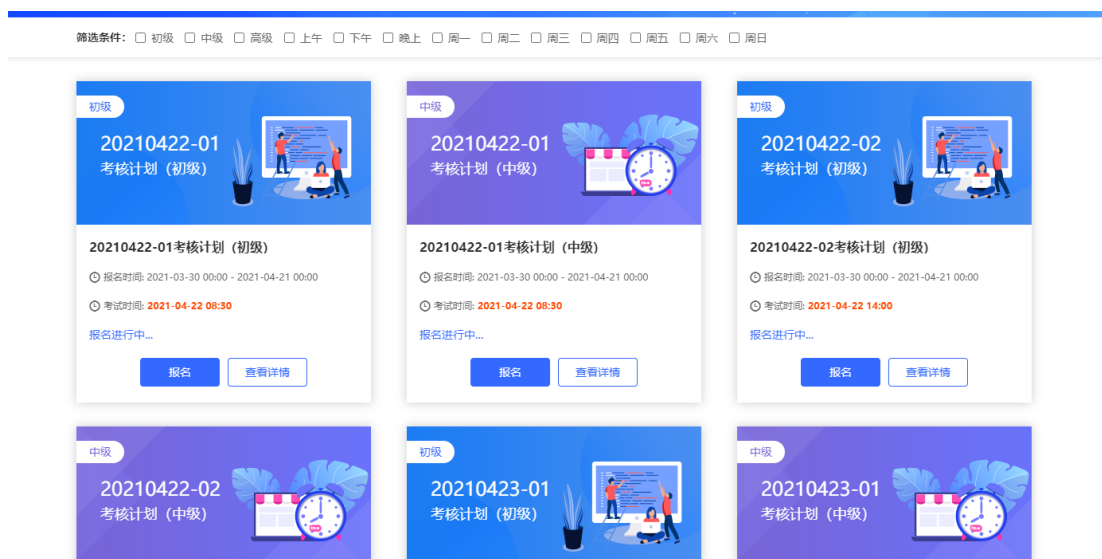 筛选条件: 初级 中级 高级 上午 下午 晚上 周一 周二 周三 周四 周五 周六 周日
初级
20210422-01
考核计划（初级）
20210422-01考核计划（初级）
报名时间: 2021-03-30 00:00 - 2021-04-21 00:00
考试时间: 2021-04-22 08:30
报名进行中...
报名 查看详情
中级
20210422-01
考核计划（中级）
20210422-01考核计划（中级）
报名时间: 2021-03-30 00:00 - 2021-04-21 00:00
考试时间: 2021-04-22 08:30
报名进行中...
报名 查看详情
初级
20210422-02
考核计划（初级）
20210422-02考核计划（初级）
报名时间: 2021-03-30 00:00 - 2021-04-21 00:00
考试时间: 2021-04-22 14:00
报名进行中...
报名 查看详情
中级
20210422-02
考核计划（中级）
初级
20210423-01
考核计划（初级）
中级
20210423-01
考核计划（中级）